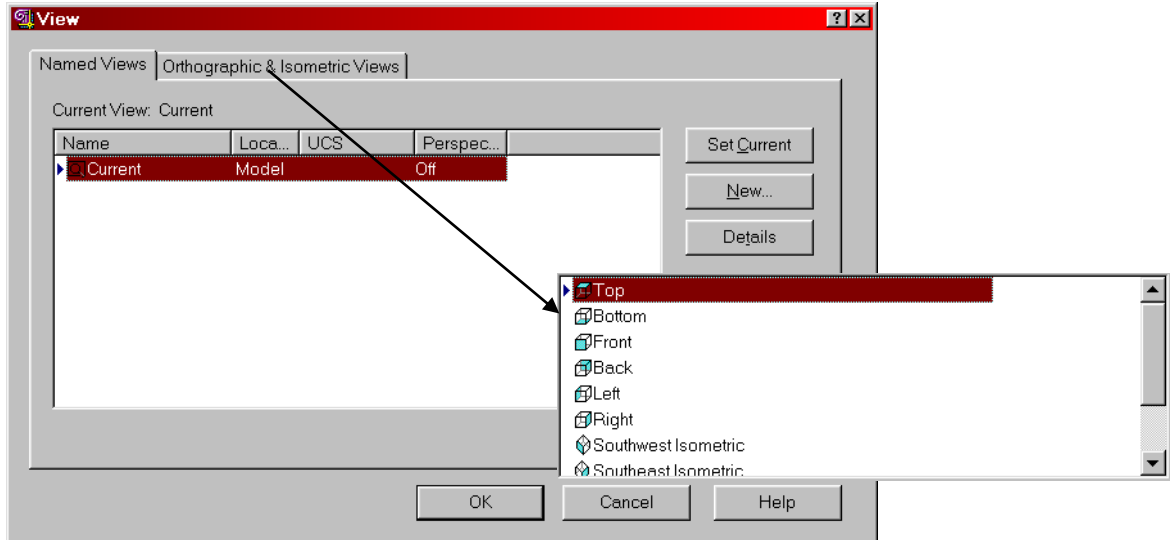 View
Named Views Orthographic & Isometric Views
Current View: Current
Name Loca... UCS Perspec...
Current Model Off
Set Current
New...
Details
Top
Bottom
Front
Back
Left
Right
Southwest Isometric
Southeast Isometric
OK Cancel Help